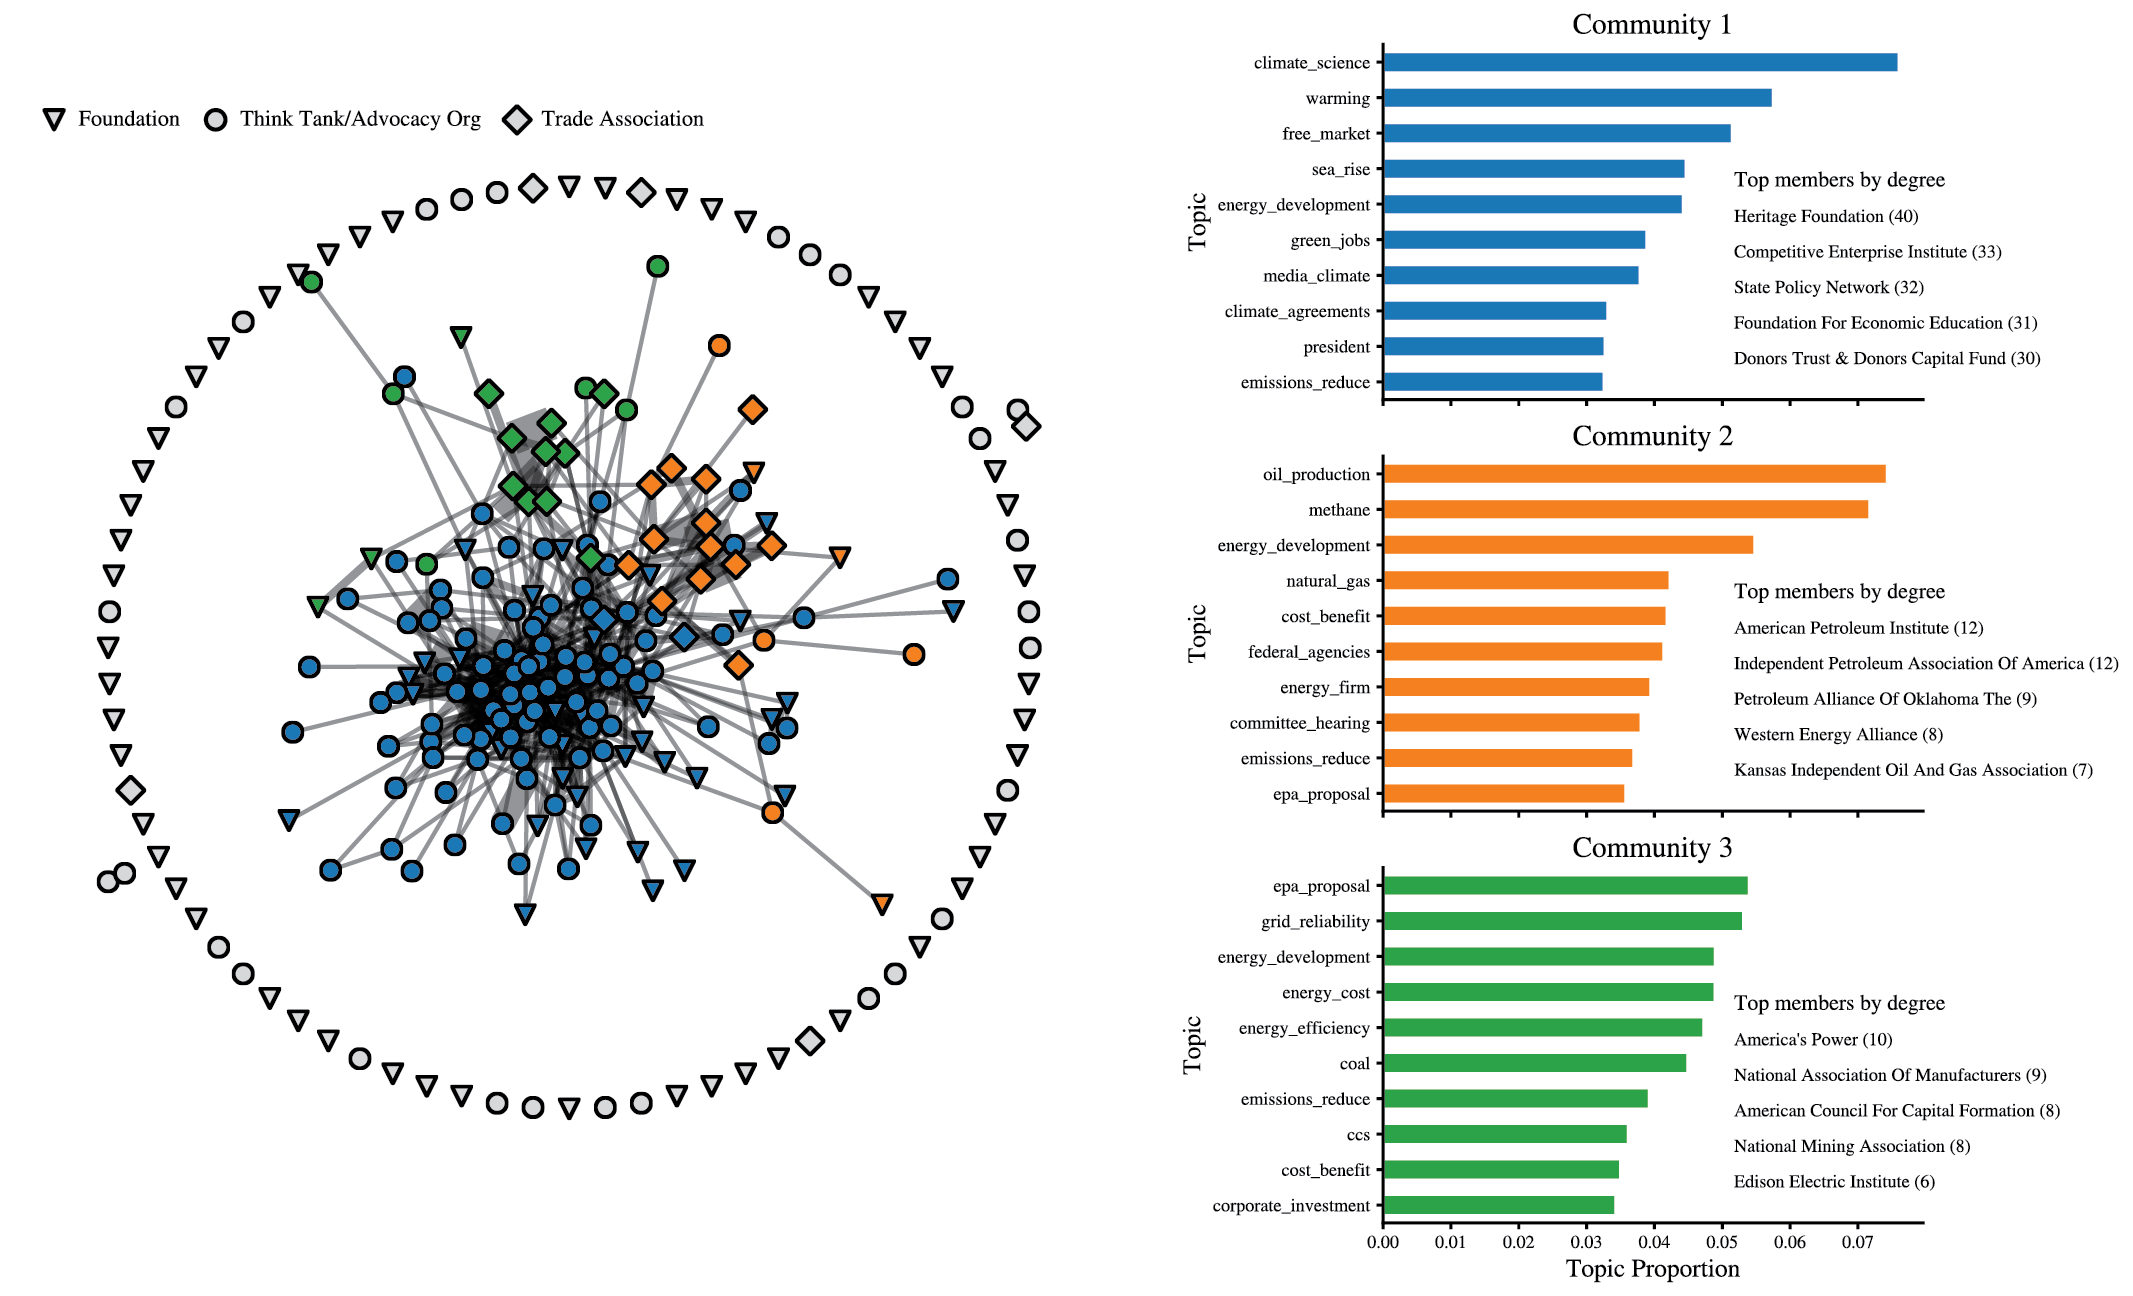 Foundation
Think Tank/Advocacy Org
Trade Association
Community 1
Topic
climate_science
warming
free_market
sea_rise
energy_development
green_jobs
media_climate
climate_agreements
president
emissions_reduce
Top members by degree
Heritage Foundation (40)
Competitive Enterprise Institute (33)
State Policy Network (32)
Foundation For Economic Education (31)
Donors Trust & Donors Capital Fund (30)
Community 2
Topic
oil_production
methane
energy_development
natural_gas
cost_benefit
federal_agencies
energy_firm
committee_hearing
emissions_reduce
epa_proposal
Top members by degree
American Petroleum Institute (12)
Independent Petroleum Association Of America (12)
Petroleum Alliance Of Oklahoma The (9)
Western Energy Alliance (8)
Kansas Independent Oil And Gas Association (7)
Community 3
Topic
epa_proposal
grid_reliability
energy_development
energy_cost
energy_efficiency
coal
emissions_reduce
ccs
cost_benefit
corporate_investment
Top members by degree
America's Power (10)
National Association Of Manufacturers (9)
American Council For Capital Formation (8)
National Mining Association (8)
Edison Electric Institute (6)
0.00 0.01 0.02 0.03 0.04 0.05 0.06 0.07
Topic Proportion